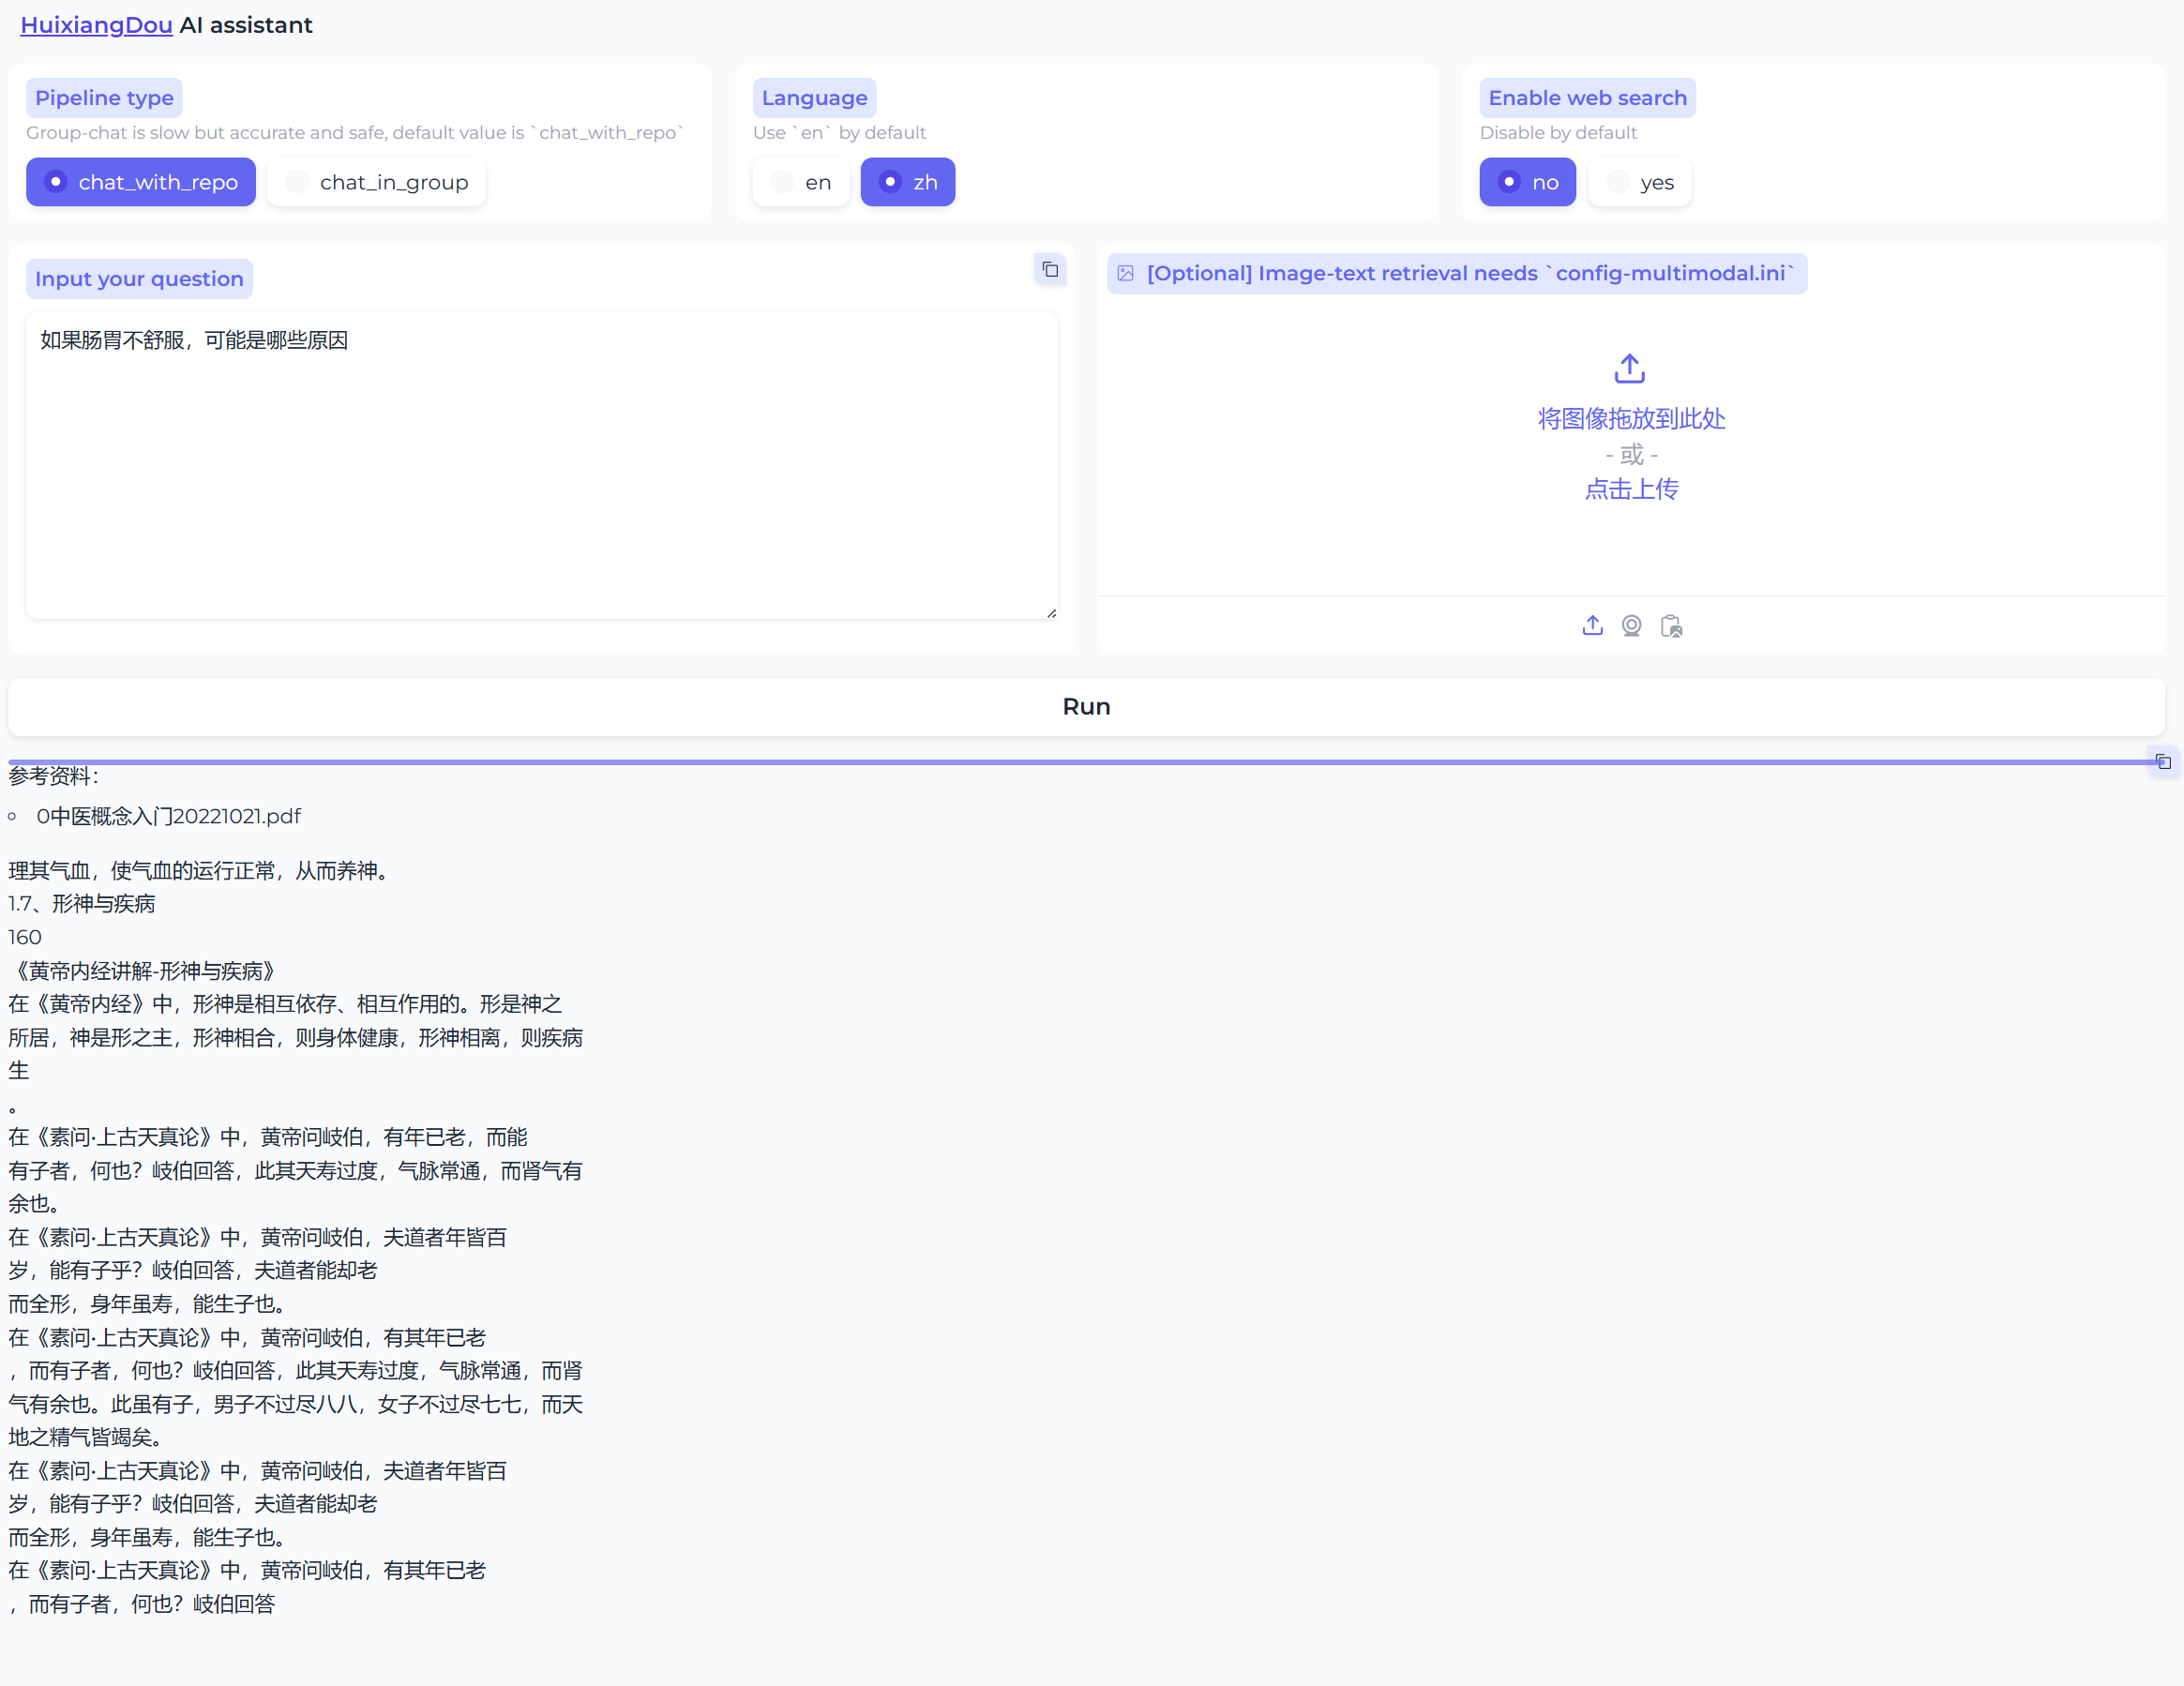 HuixiangDou AI assistant
Pipeline type
Group-chat is slow but accurate and safe, default value is `chat_with_repo`
chat_with_repo
chat_in_group
Language
Use `en` by default
en
zh
Enable web search
Disable by default
no
yes
Input your question
如果肠胃不舒服，可能是哪些原因
[Optional] Image-text retrieval needs `config-multimodal.ini`
将图像拖放到此处
- 或 -
点击上传
Run
参考资料：
0中医概念入门20221021.pdf
理其气血，使气血的运行正常，从而养神。
1.7、形神与疾病
160
《黄帝内经讲解-形神与疾病》
在《黄帝内经》中，形神是相互依存、相互作用的。形是神之
所居，神是形之主，形神相合，则身体健康，形神相离，则疾病
生
。
在《素问·上古天真论》中，黄帝问岐伯，有年已老，而能
有子者，何也？岐伯回答，此其天寿过度，气脉常通，而肾气有
余也。
在《素问·上古天真论》中，黄帝问岐伯，夫道者年皆百
岁，能有子乎？岐伯回答，夫道者能却老
而全形，身年虽寿，能生子也。
在《素问·上古天真论》中，黄帝问岐伯，有其年已老
，而有子者，何也？岐伯回答，此其天寿过度，气脉常通，而肾
气有余也。此虽有子，男子不过尽八八，女子不过尽七七，而天
地之精气皆竭矣。
在《素问·上古天真论》中，黄帝问岐伯，夫道者年皆百
岁，能有子乎？岐伯回答，夫道者能却老
而全形，身年虽寿，能生子也。
在《素问·上古天真论》中，黄帝问岐伯，有其年已老
，而有子者，何也？岐伯回答